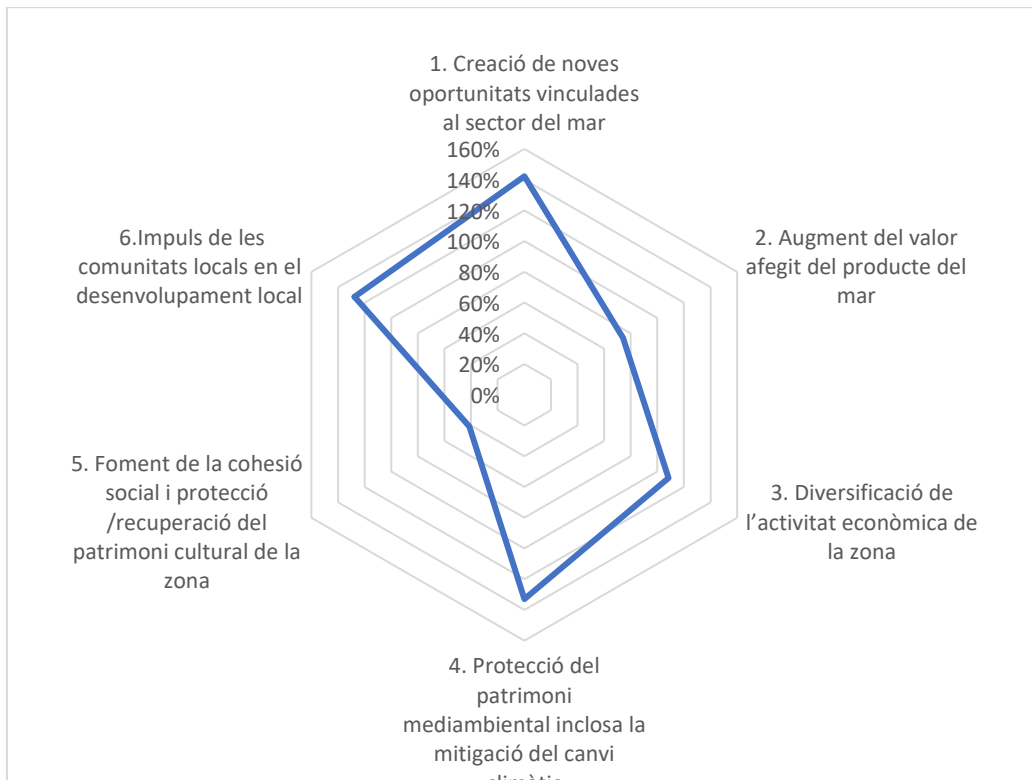 1. Creació de noves
oportunitats vinculades
al sector del mar
160%
140%
120%
100%
80%
60%
40%
20%
0%
2. Augment del valor
afegit del producte del
mar
3. Diversificació de
l’activitat econòmica de
la zona
4. Protecció del
patrimoni
mediambiental inclosa la
mitigació del canvi
5. Foment de la cohesió
social i protecció
/recuperació del
patrimoni cultural de la
zona
6.Impuls de les
comunitats locals en el
desenvolupament local